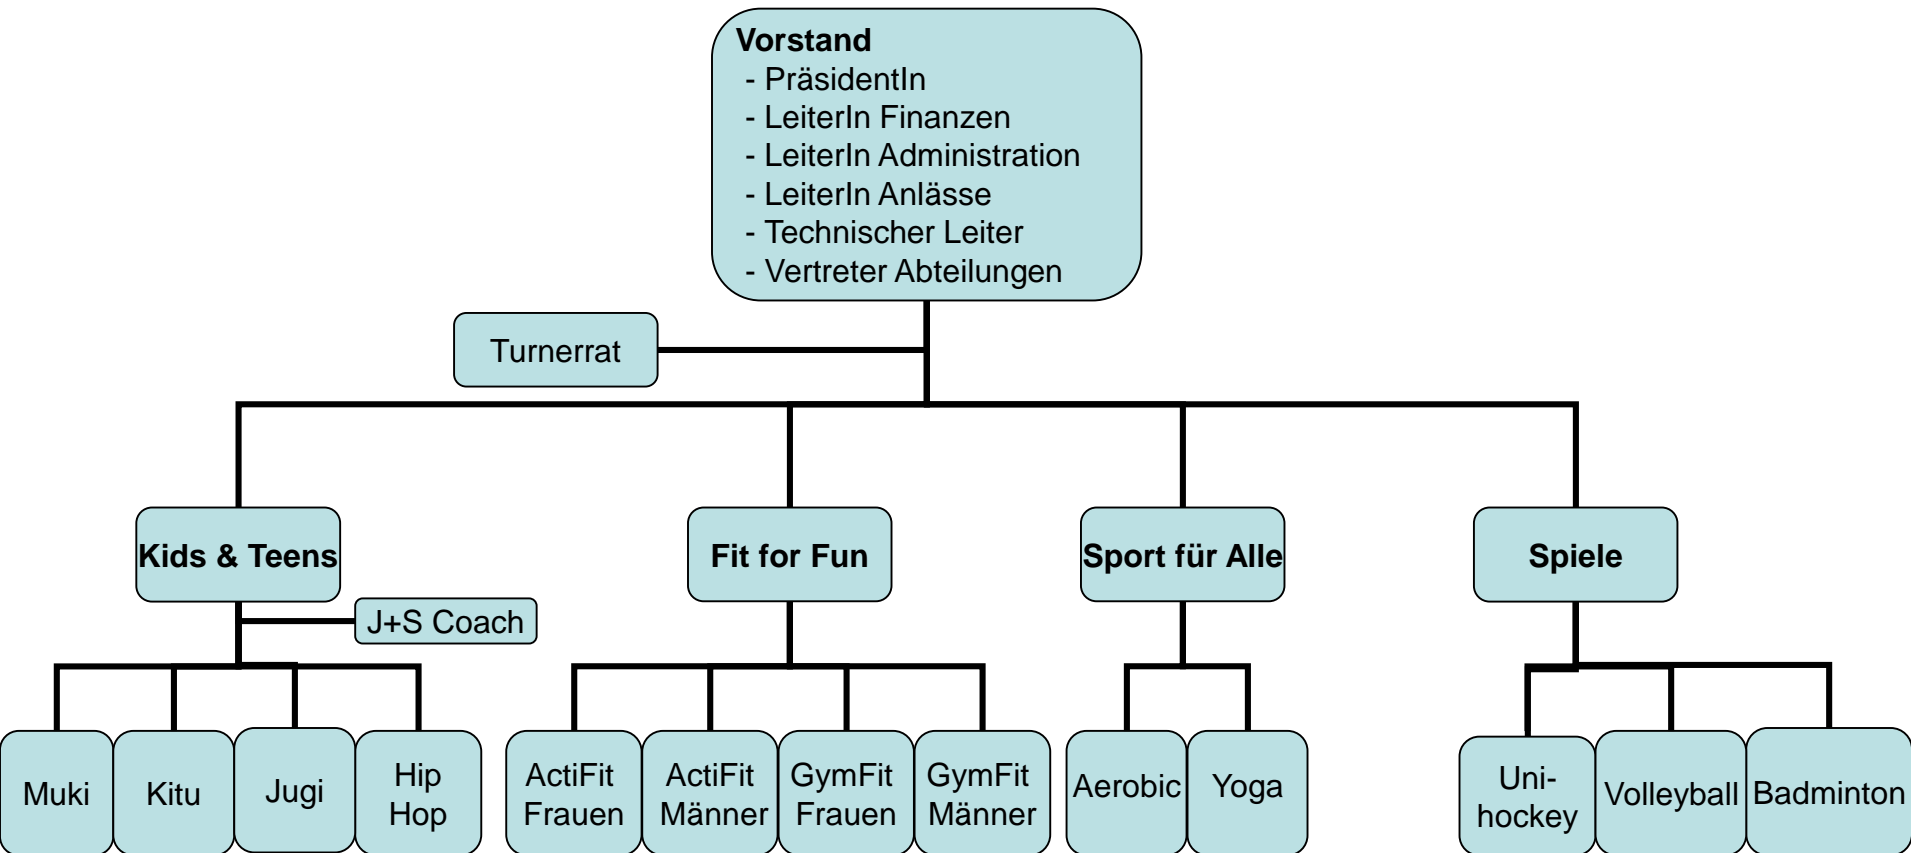 Vorstand
- PräsidentIn
- LeiterIn Finanzen
- LeiterIn Administration
- LeiterIn Anlässe
- Technischer Leiter
- Vertreter Abteilungen
Turnerrat
Kids & Teens
Fit for Fun
Sport für Alle
Spiele
J+S Coach
Muki
Kitu
Jugi
Hip
Hop
ActiFit
Frauen
ActiFit
Männer
GymFit
Frauen
GymFit
Männer
Aerobic
Yoga
Uni-
hockey
Volleyball
Badminton